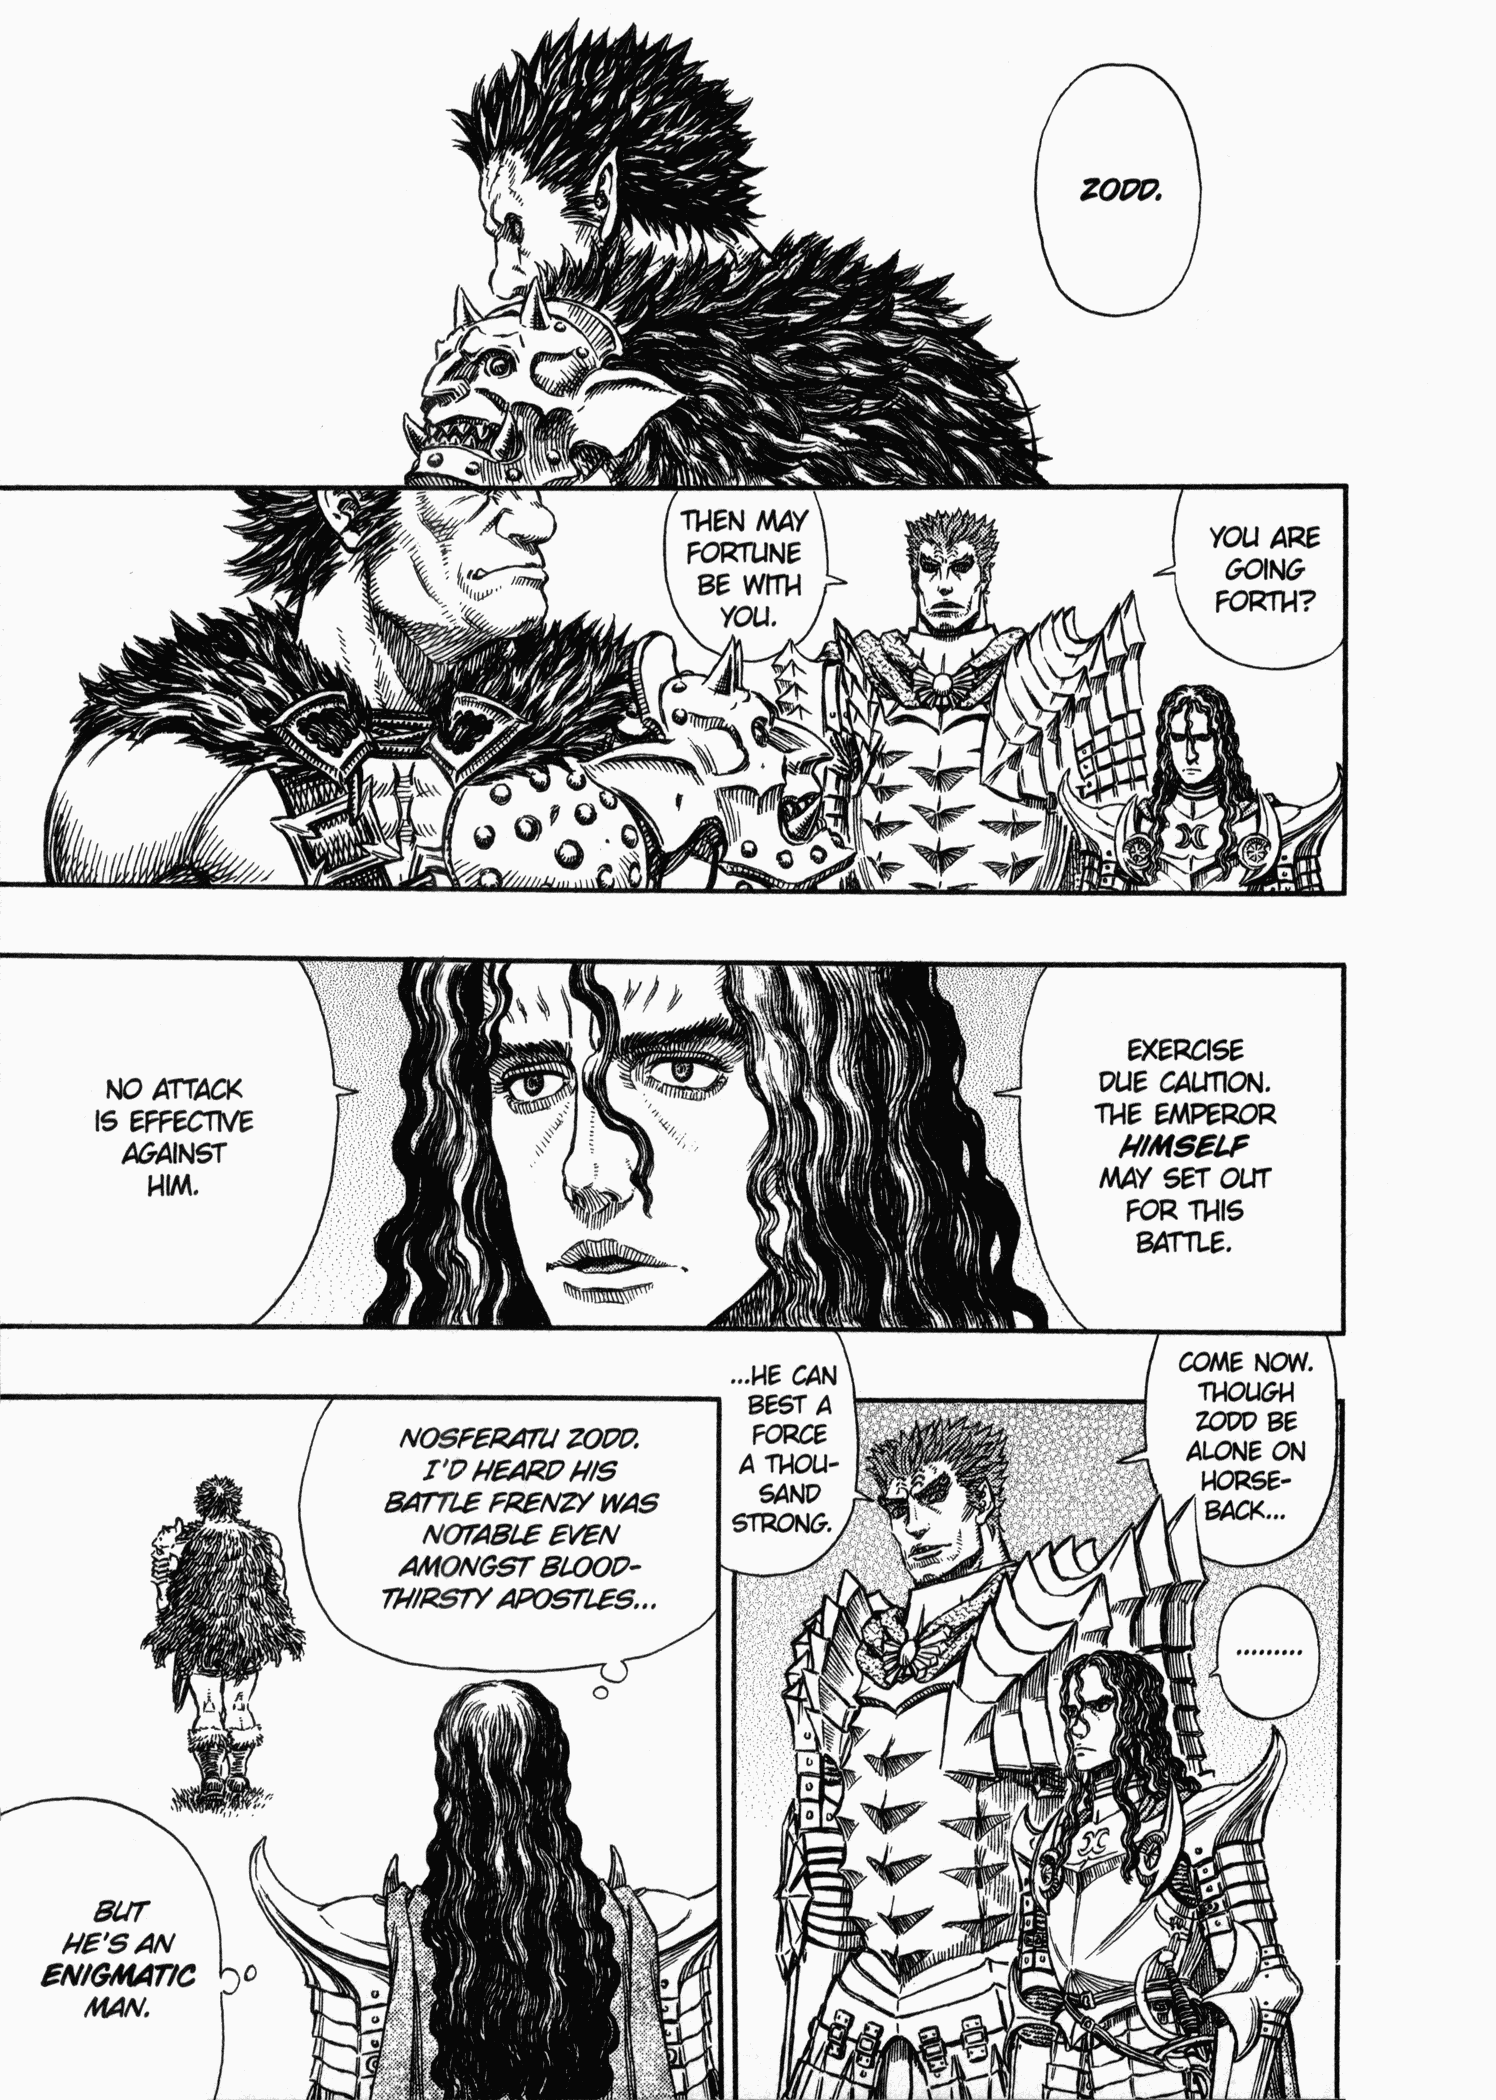 ZODD.
YOU ARE
GOING
FORTH?
THEN MAY
FORTUNE
BE WITH
YOU.
EXERCISE
DUE CAUTION.
THE EMPEROR
HIMSELF
MAY SET OUT
FOR THIS
BATTLE.
NO ATTACK
IS EFFECTIVE
AGAINST
HIM.
COME NOW.
THOUGH
ZODD BE
ALONE ON
HORSE-
BACK...
...HE CAN
BEST A
FORCE
A THOU-
SAND
STRONG.
.........
NOSFERATU ZODD.
I'D HEARD HIS
BATTLE FRENZY WAS
NOTABLE EVEN
AMONGST BLOOD-
THIRSTY APOSTLES...
BUT
HE'S AN
ENIGMATIC
MAN.